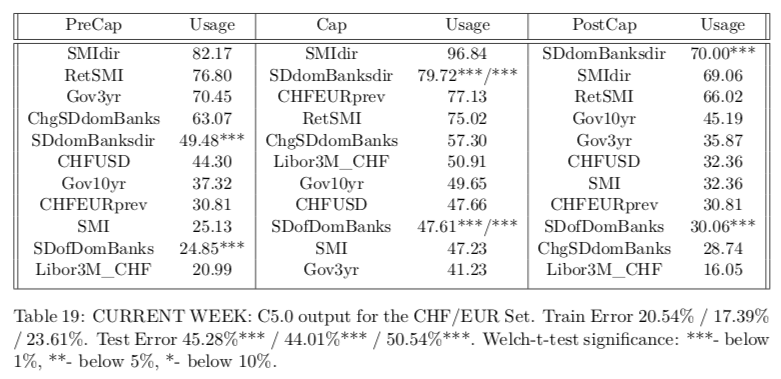 PreCap Usage Cap Usage PostCap Usage
SMIdir 82.17 SMIdir 96.84 SDdomBanksdir 70.00***
RetSMI 76.80 SDdomBanksdir 79.72***/*** SMIdir 69.06
Gov3yr 70.45 CHFEURprev 77.13 RetSMI 66.02
ChgSDdomBanks 63.07 RetSMI 75.02 Gov10yr 45.19
SDdomBanksdir 49.48*** ChgSDdomBanks 57.30 Gov3yr 35.87
CHFUSD 44.30 Libor3M_CHF 50.91 CHFUSD 32.36
Gov10yr 37.32 Gov10yr 49.65 SMI 32.36
CHFEURprev 30.81 CHFUSD 47.66 CHFEURprev 30.81
SMI 25.13 SDofDomBanks 47.61***/*** SDofDomBanks 30.06***
SDofDomBanks 24.85*** SMI 47.23 ChgSDdomBanks 28.74
Libor3M_CHF 20.99 Gov3yr 41.23 Libor3M_CHF 16.05
Table 19: CURRENT WEEK: C5.0 output for the CHF/EUR Set. Train Error 20.54% / 17.39%
/ 23.61%. Test Error 45.28%*** / 44.01%*** / 50.54%***. Welch-t-test significance: ***- below
1%, **- below 5%, *- below 10%.